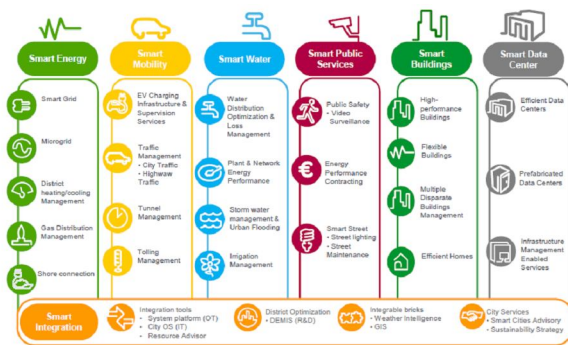 Smart Energy
Smart
Mobility
Smart Water
Smart Public
Services
Smart
Buildings
Smart Data
Center
Smart Grid
Microgrid
District
heating/cooling
Management
Gas Distribution
Management
Shore connection
EV Charging
Infrastructure &
Supervision
Services
Traffic
Management
• City Traffic
• Highwaw
Traffic
Tunnel
Management
Tolling
Management
Water
Distribution
Optimization &
Loss
Management
Plant & Network
Energy
Performance
Storm water
management &
Urban Flooding
Irrigation
Management
Public Safety
• Video
Surveillance
Energy
Performance
Contracting
Smart Street
• Street lighting
• Street
Maintenance
High-
performance
Buildings
Flexible
Buildings
Multiple
Disparate
Buildings
Management
Efficient Homes
Efficient Data
Centers
Prefabricated
Data Centers
Infrastructure
Management
Enabled
Services
Smart
Integration
Integration tools
• System platform (OT)
• City OS (IT)
• Resource Advisor
District Optimization
• DEMIS (R&D)
Integrable bricks
• Weather Intelligence
• GIS
City Services
• Smart Cities Advisory
• Sustainability Strategy